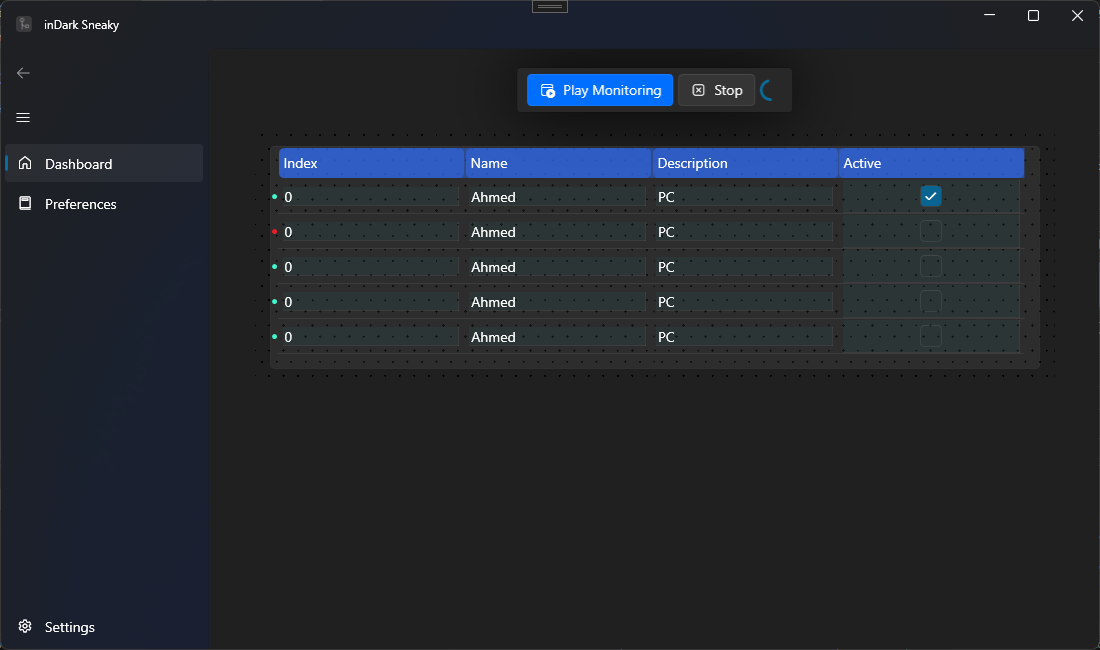 inDark Sneaky
Play Monitoring
Stop
Dashboard
Preferences
Index Name Description Active
0 Ahmed PC
0 Ahmed PC
0 Ahmed PC
0 Ahmed PC
0 Ahmed PC
Settings